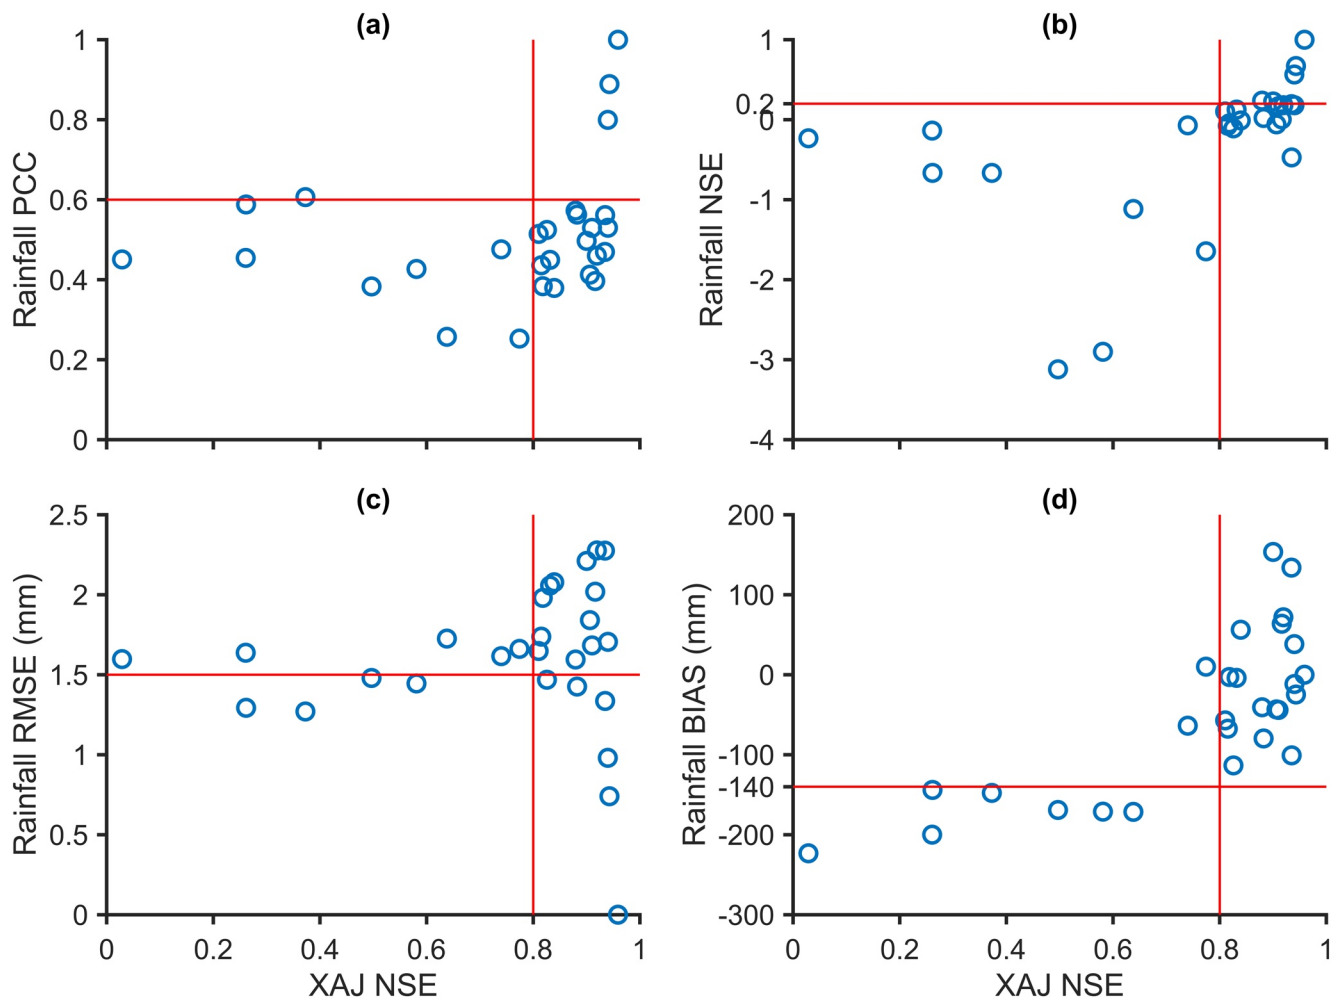 (a)
Rainfall PCC
1
0.8
0.6
0.4
0.2
0
(b)
Rainfall NSE
1
0.2
0
-1
-2
-3
-4
(c)
Rainfall RMSE (mm)
2.5
2
1.5
1
0.5
0
0 0.2 0.4 0.6 0.8 1
XAJ NSE
(d)
Rainfall BIAS (mm)
200
100
0
-100
-140
-200
-300
0 0.2 0.4 0.6 0.8 1
XAJ NSE